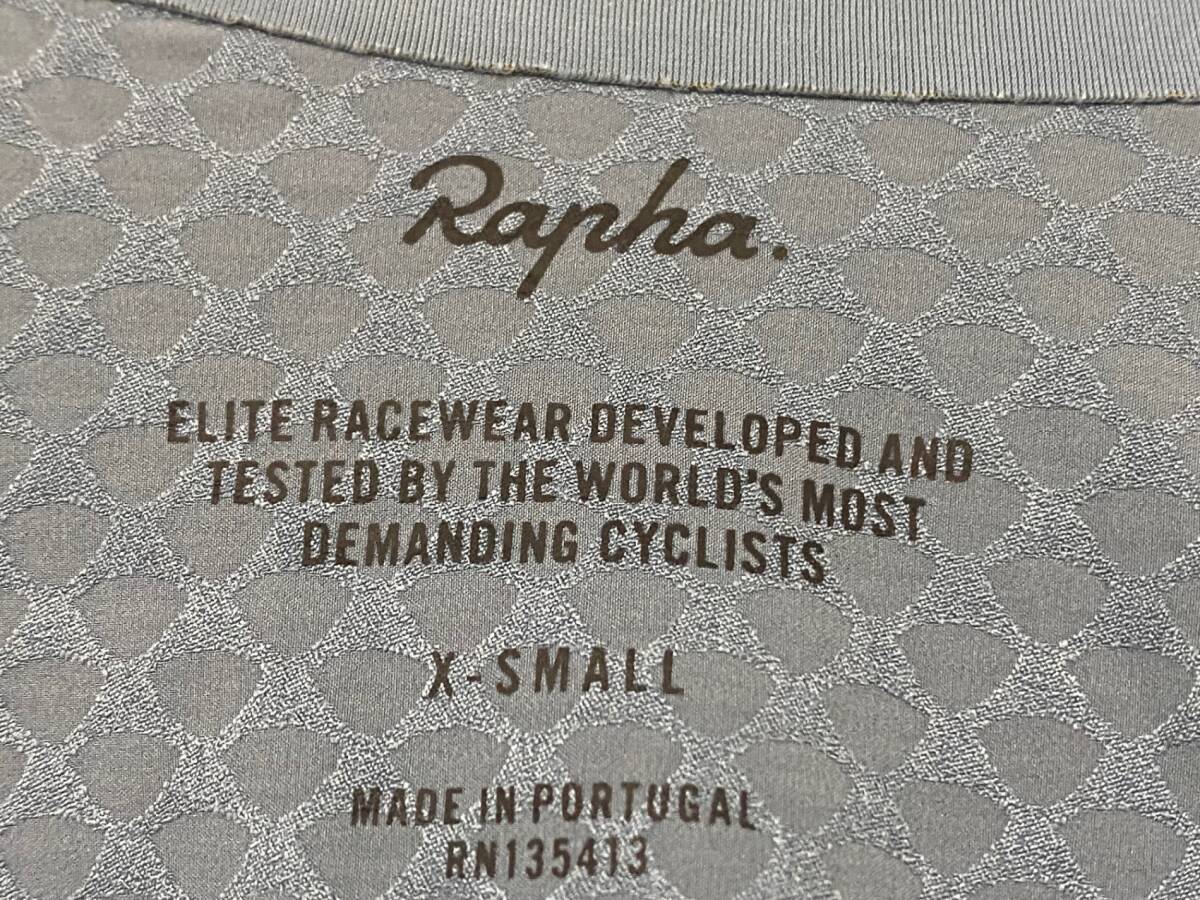 Rapha.
ELITE RACEWEAR DEVELOPED AND
TESTED BY THE WORLD'S MOST
DEMANDING CYCLISTS
X-SMALL
MADE IN PORTUGAL
RN135413